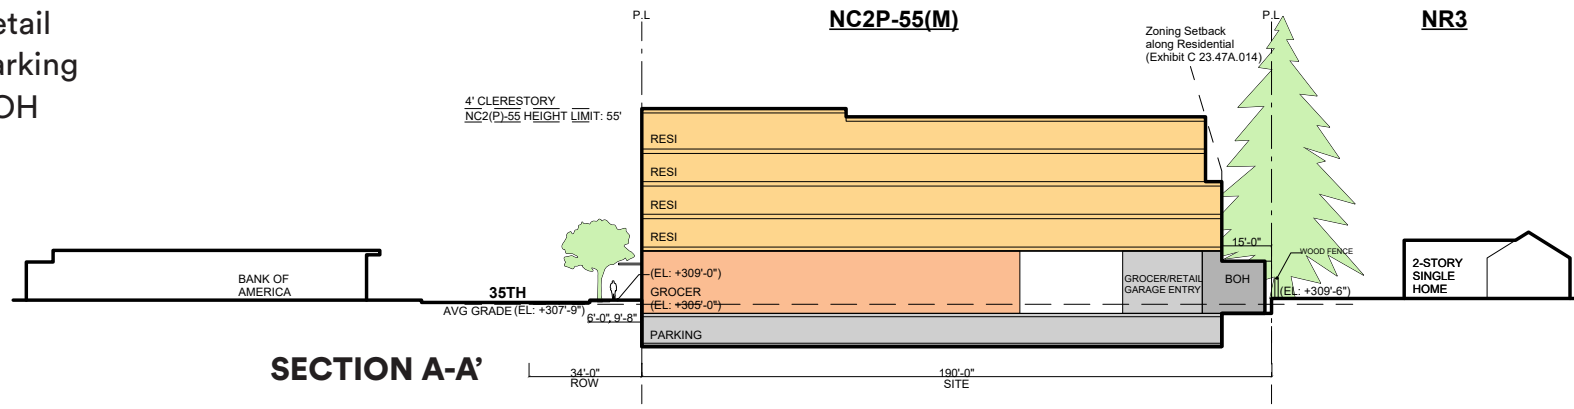 etail
arking
OH
P.L
NC2P-55(M)
P.L
NR3
Zoning Setback
along Residential
(Exhibit C 23.47A.014)
4' CLERESTORY
NC2(P)-55 HEIGHT LIMIT: 55'
RESI
RESI
RESI
RESI
15'-0"
WOOD FENCE
BANK OF
AMERICA
35TH
AVG GRADE (EL: +307'-9")
6'-0", 9'-8"
(EL: +309'-0")
GROCER
(EL: +305'-0")
GROCER/RETAIL
GARAGE ENTRY
BOH
(EL: +309'-6")
2-STORY
SINGLE
HOME
PARKING
SECTION A-A’
34'-0"
ROW
190'-0"
SITE